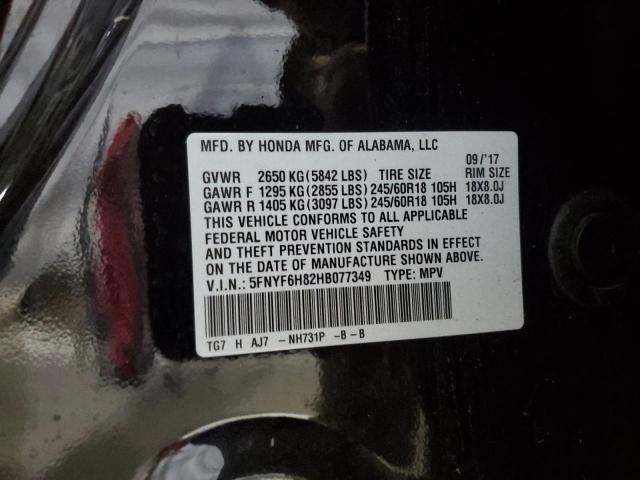 MFD. BY HONDA MFG. OF ALABAMA, LLC
09/'17
GVWR 2650 KG (5842 LBS) TIRE SIZE RIM SIZE
GAWR F 1295 KG (2855 LBS) 245/60R18 105H 18X8.0J
GAWR R 1405 KG (3097 LBS) 245/60R18 105H 18X8.0J
THIS VEHICLE CONFORMS TO ALL APPLICABLE
FEDERAL MOTOR VEHICLE SAFETY
AND THEFT PREVENTION STANDARDS IN EFFECT
ON THE DATE OF MANUFACTURE SHOWN ABOVE.
V.I.N.: 5FNYF6H82HB077349 TYPE: MPV
TG7 H AJ7 -NH731P -B-B